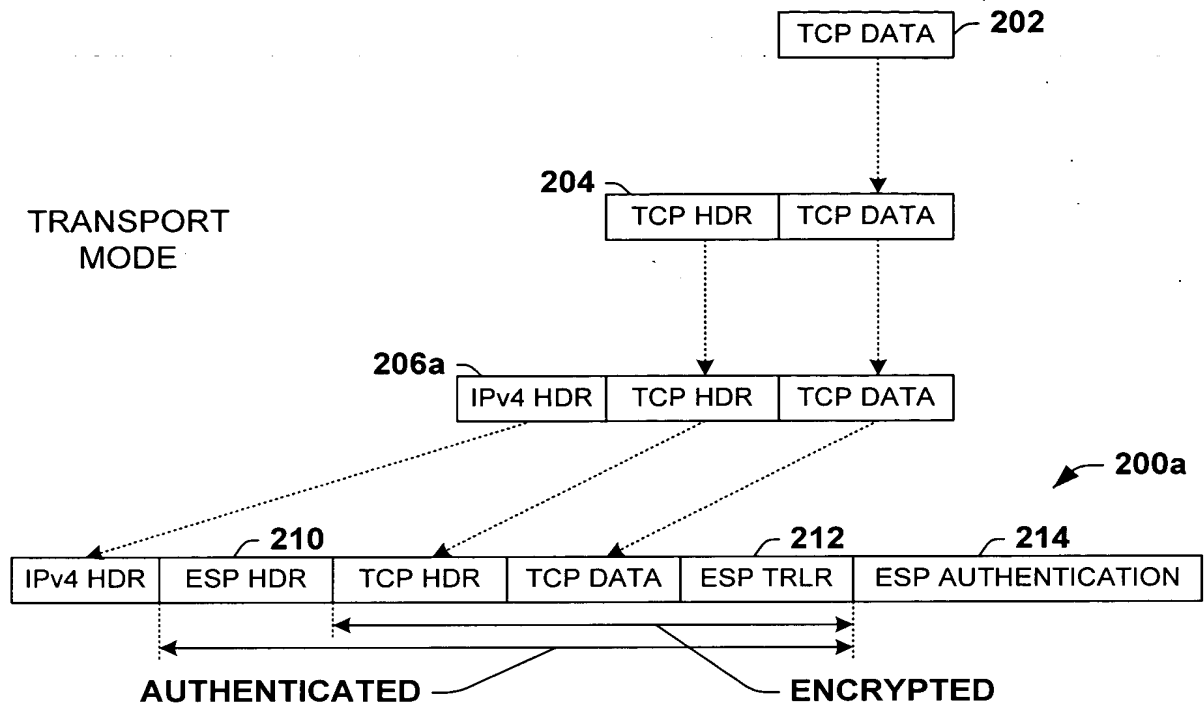 TCP DATA 202
204
TCP HDR TCP DATA
TRANSPORT
MODE
206a
IPv4 HDR TCP HDR TCP DATA
200a
210 212 214
IPv4 HDR ESP HDR TCP HDR TCP DATA ESP TRLR ESP AUTHENTICATION
AUTHENTICATED ENCRYPTED